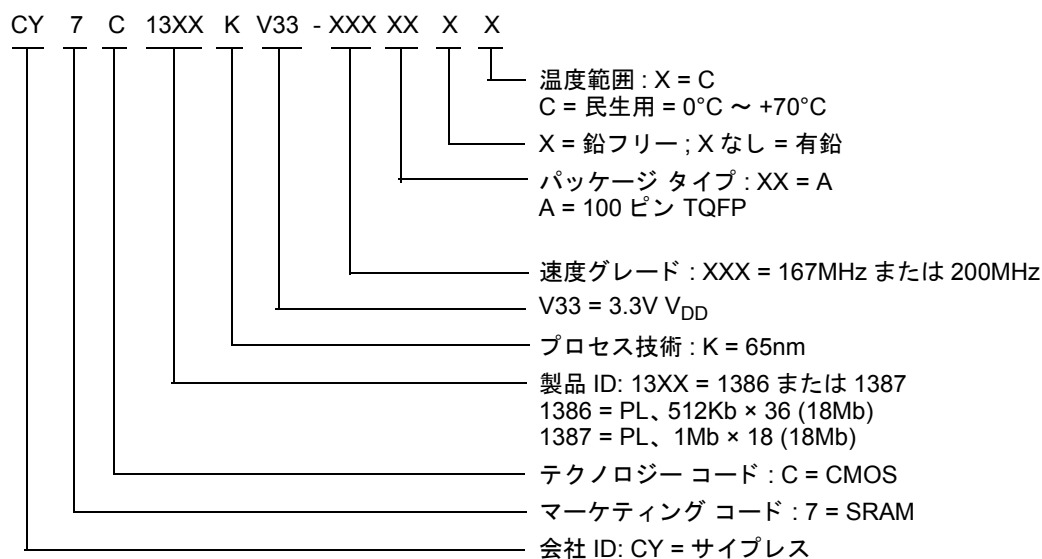 CY 7 C 13XX K V33 - XXX XX X X
温度範囲 : X = C
C = 民生用 = 0°C ～ +70°C
X = 鉛フリー ; X なし = 有鉛
パッケージ タイプ : XX = A
A = 100 ピン TQFP
速度グレード : XXX = 167MHz または 200MHz
V33 = 3.3V VDD
プロセス技術 : K = 65nm
製品 ID: 13XX = 1386 または 1387
1386 = PL、512Kb × 36 (18Mb)
1387 = PL、1Mb × 18 (18Mb)
テクノロジー コード : C = CMOS
マーケティング コード : 7 = SRAM
会社 ID: CY = サイプレス